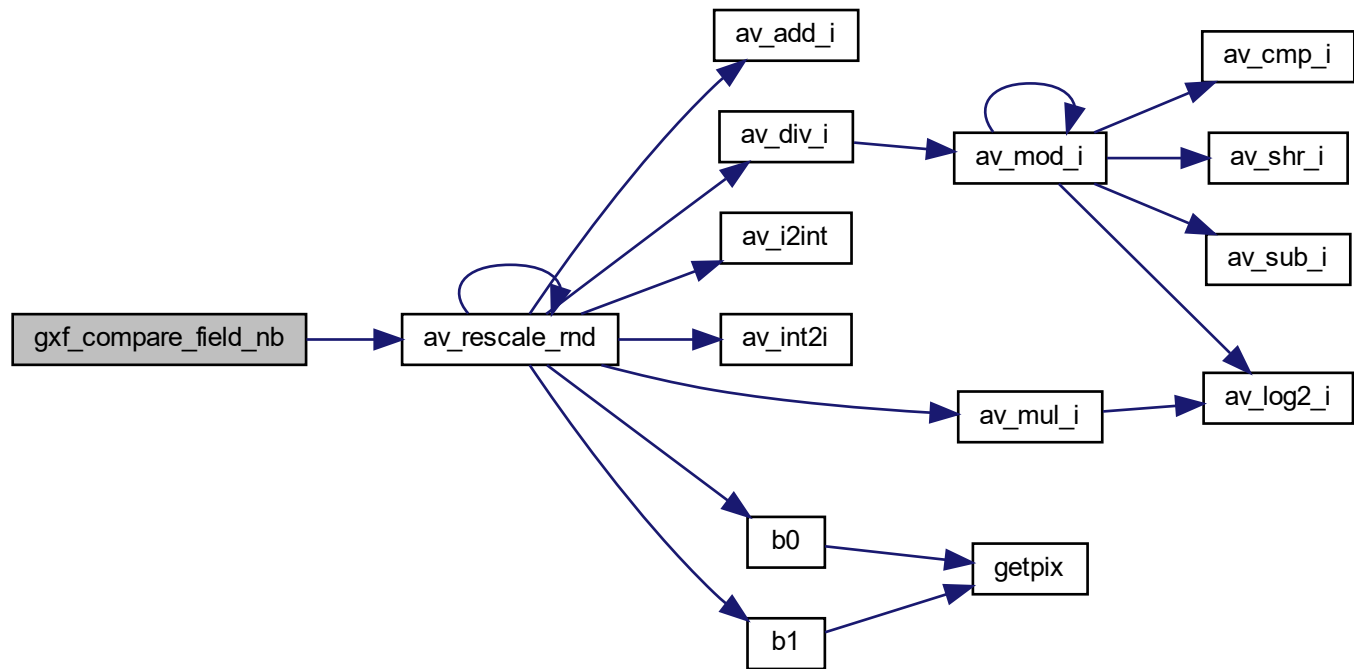 av_add_i
av_cmp_i
av_div_i
av_mod_i
av_shr_i
av_i2int
av_sub_i
gxf_compare_field_nb
av_rescale_rnd
av_int2i
av_mul_i
av_log2_i
b0
getpix
b1